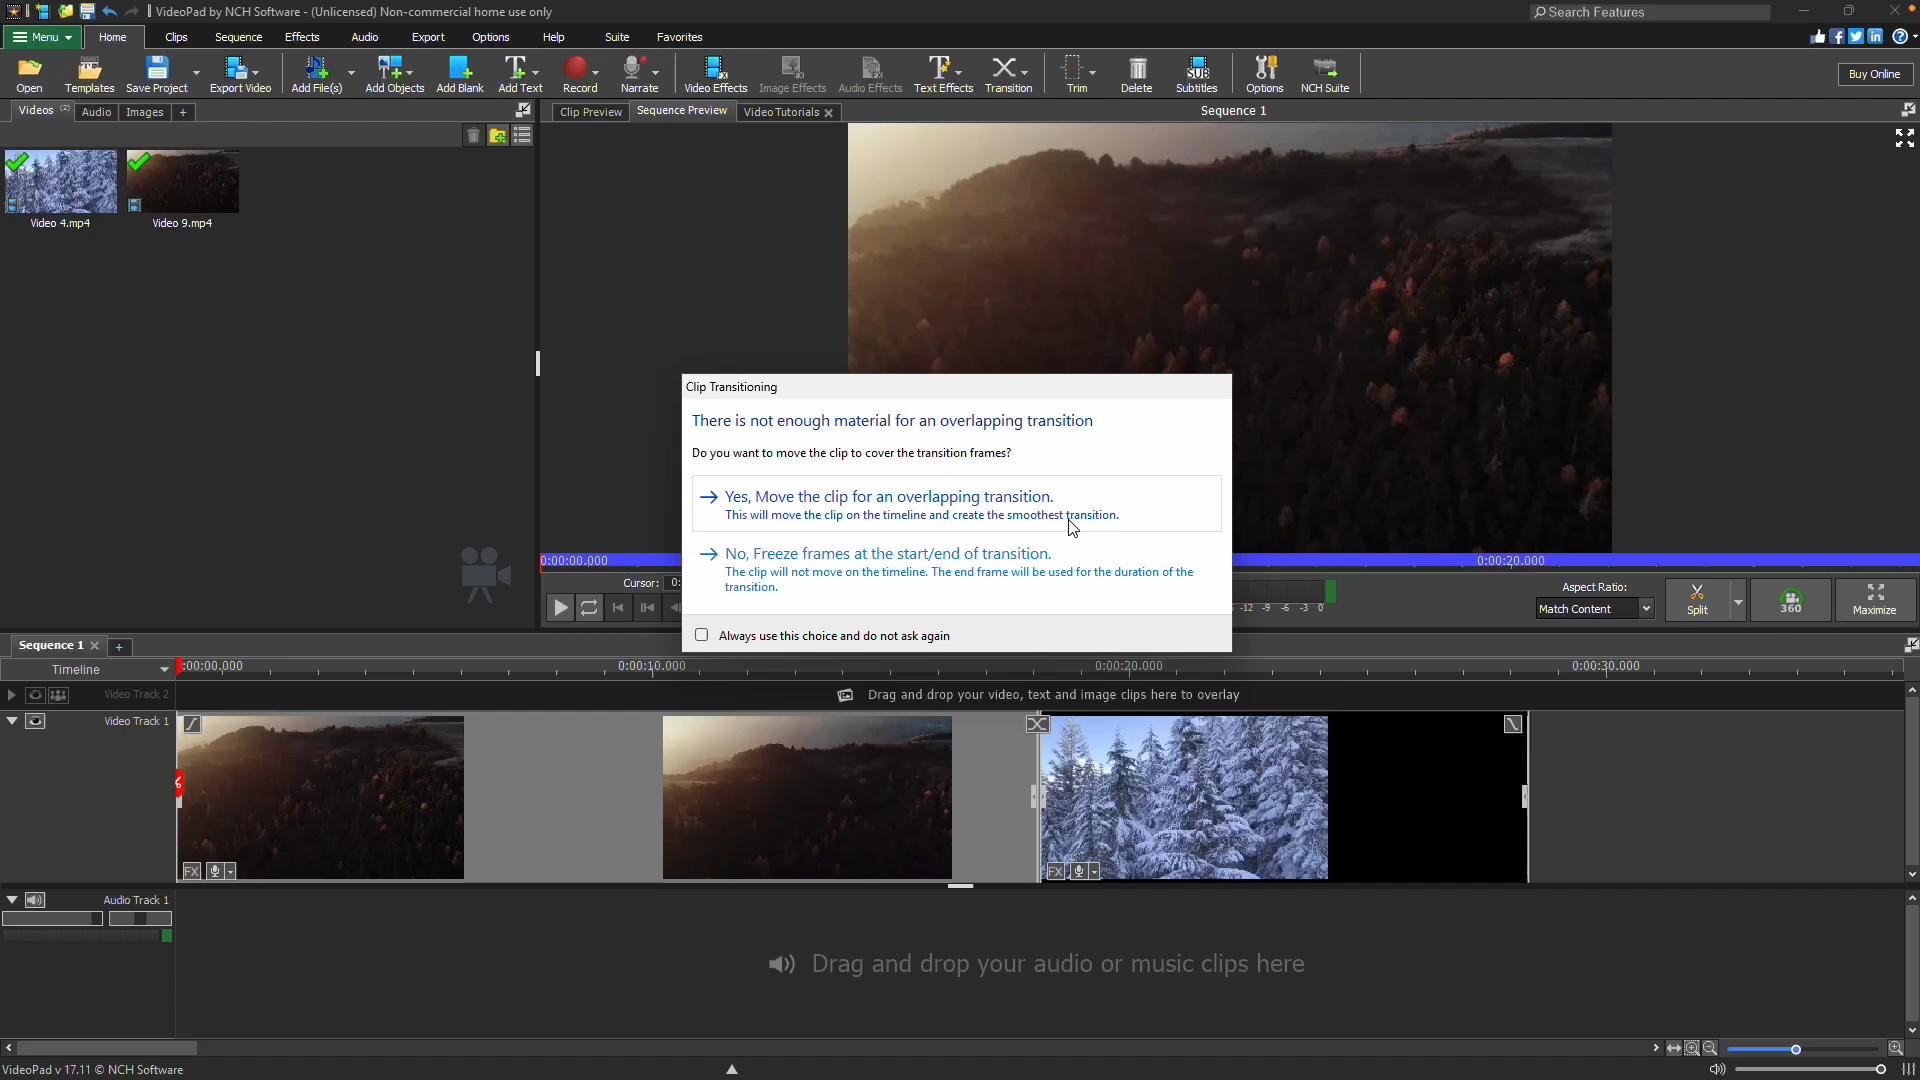 VideoPad by NCH Software - (Unlicensed) Non-commercial home use only
Search Features
Menu Home Clips Sequence Effects Audio Export Options Help Suite Favorites
Open Templates Save Project Export Video Add File(s) Add Objects Add Blank Add Text Record Narrate Video Effects Image Effects Audio Effects Text Effects Transition Trim Delete Subtitles Options NCH Suite Buy Online
Videos (2) Audio Images +
Clip Preview Sequence Preview Video Tutorials
Sequence 1
Video 4.mp4 Video 9.mp4
Clip Transitioning
There is not enough material for an overlapping transition
Do you want to move the clip to cover the transition frames?
Yes, Move the clip for an overlapping transition.
This will move the clip on the timeline and create the smoothest transition.
No, Freeze frames at the start/end of transition.
The clip will not move on the timeline. The end frame will be used for the duration of the
transition.
Always use this choice and do not ask again
0:00:00.000 0:00:20.000
Cursor: 0:
-12 -9 -6 -3 0
Aspect Ratio:
Match Content
Split 360 Maximize
Sequence 1 +
Timeline
:00:00.000 0:00:10.000 0:00:20.000 0:00:30.000
Video Track 2
Drag and drop your video, text and image clips here to overlay
Video Track 1
FX FX
Audio Track 1
Drag and drop your audio or music clips here
VideoPad v 17.11 © NCH Software